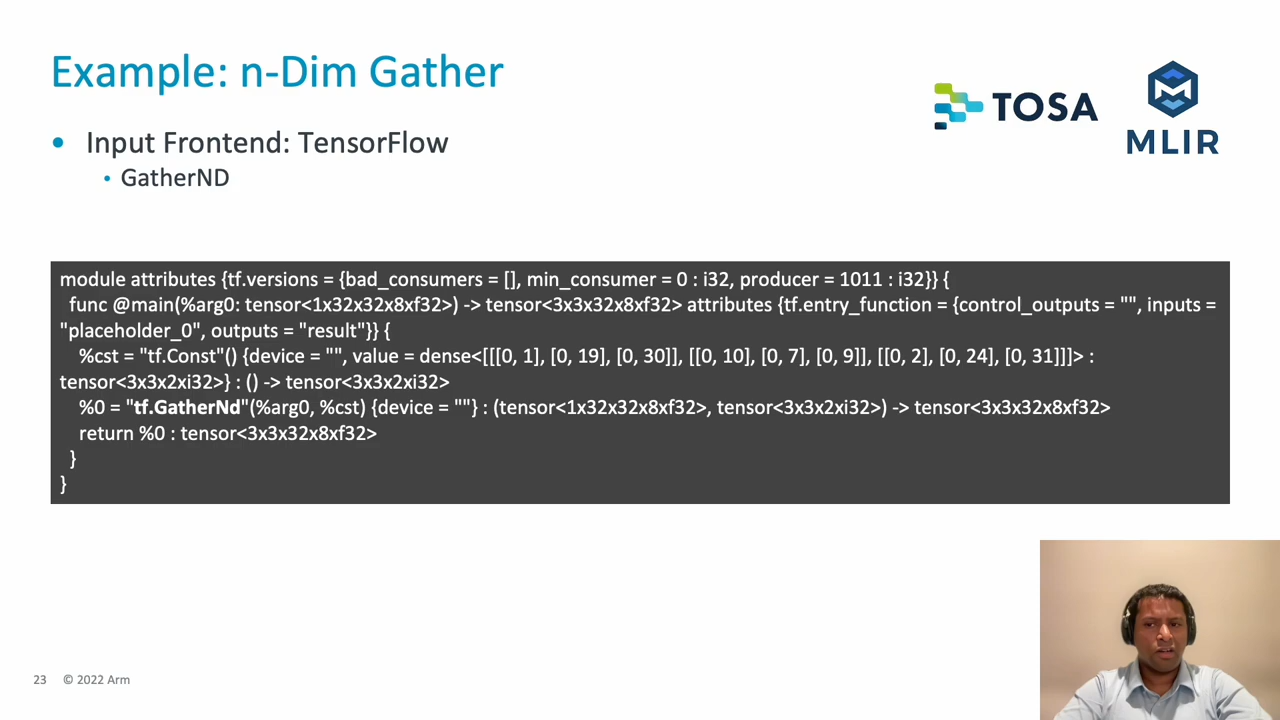 Example: n-Dim Gather
TOSA
MLIR
• Input Frontend: TensorFlow
• GatherND
module attributes {tf.versions = {bad_consumers = [], min_consumer = 0 : i32, producer = 1011 : i32}} {
func @main(%arg0: tensor<1x32x32x8xf32>) -> tensor<3x3x32x8xf32> attributes {tf.entry_function = {control_outputs = "", inputs =
"placeholder_0", outputs = "result"}} {
%cst = "tf.Const"() {device = "", value = dense<[[[0, 1], [0, 19], [0, 30]], [[0, 10], [0, 7], [0, 9]], [[0, 2], [0, 24], [0, 31]]]> :
tensor<3x3x2xi32>} : () -> tensor<3x3x2xi32>
%0 = "tf.GatherNd"(%arg0, %cst) {device = ""} : (tensor<1x32x32x8xf32>, tensor<3x3x2xi32>) -> tensor<3x3x32x8xf32>
return %0 : tensor<3x3x32x8xf32>
}
}
23 © 2022 Arm